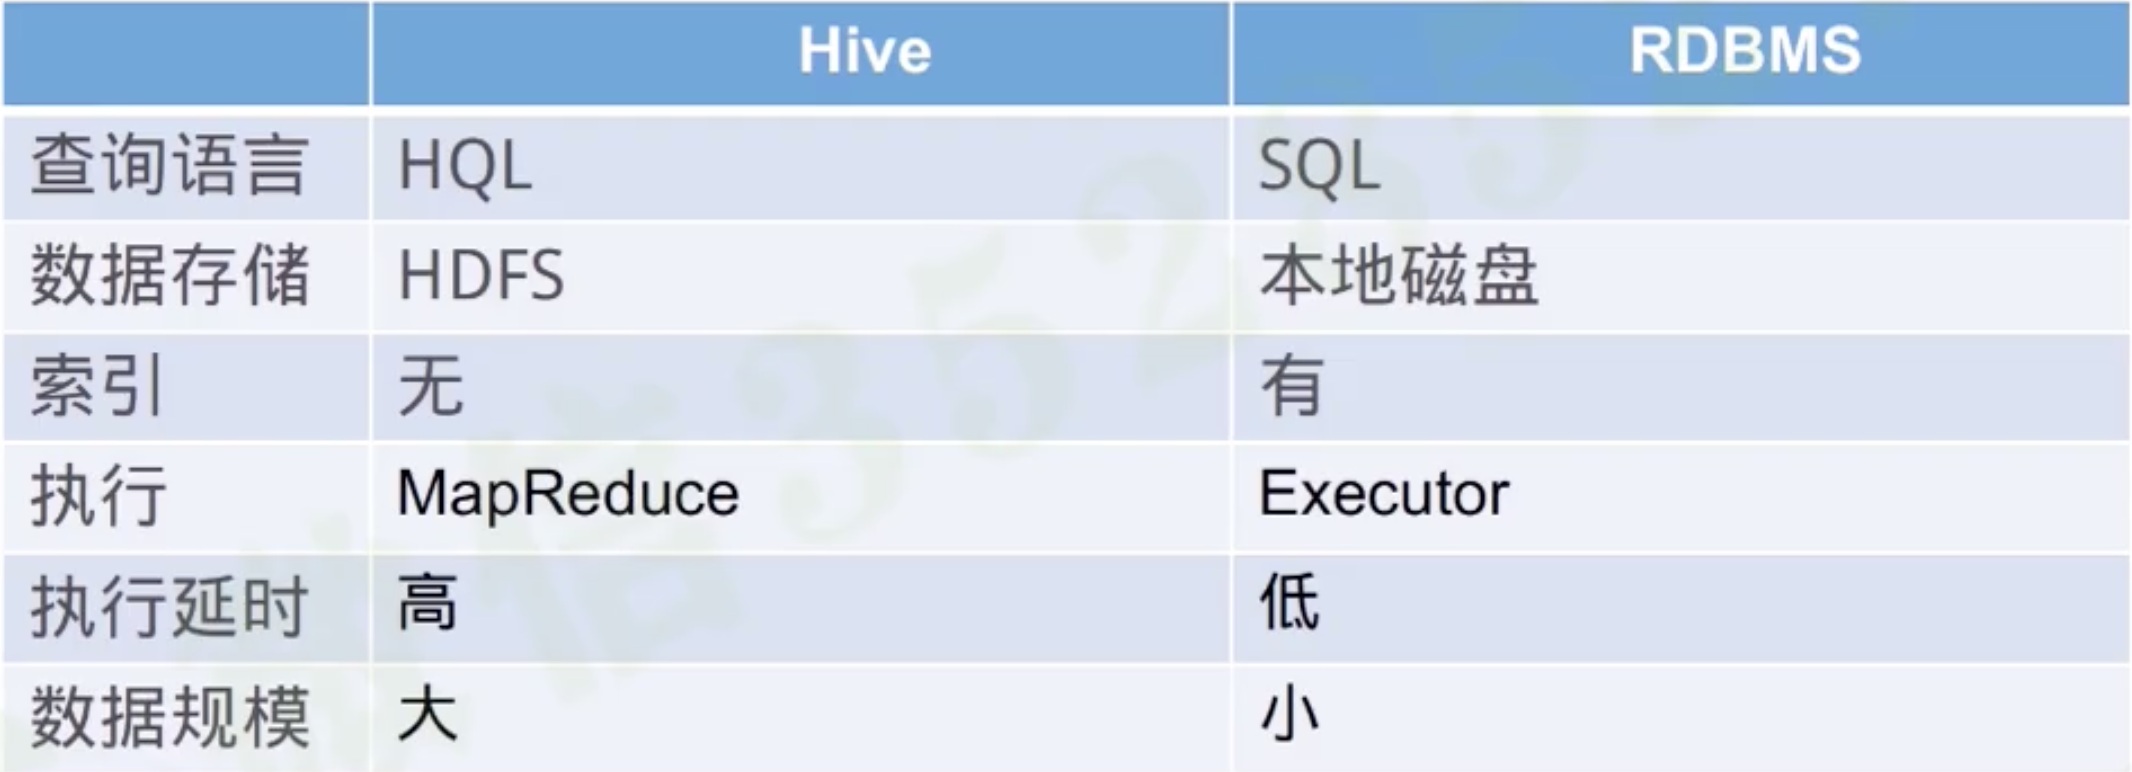 Hive RDBMS
查询语言 HQL SQL
数据存储 HDFS 本地磁盘
索引 无 有
执行 MapReduce Executor
执行延时 高 低
数据规模 大 小